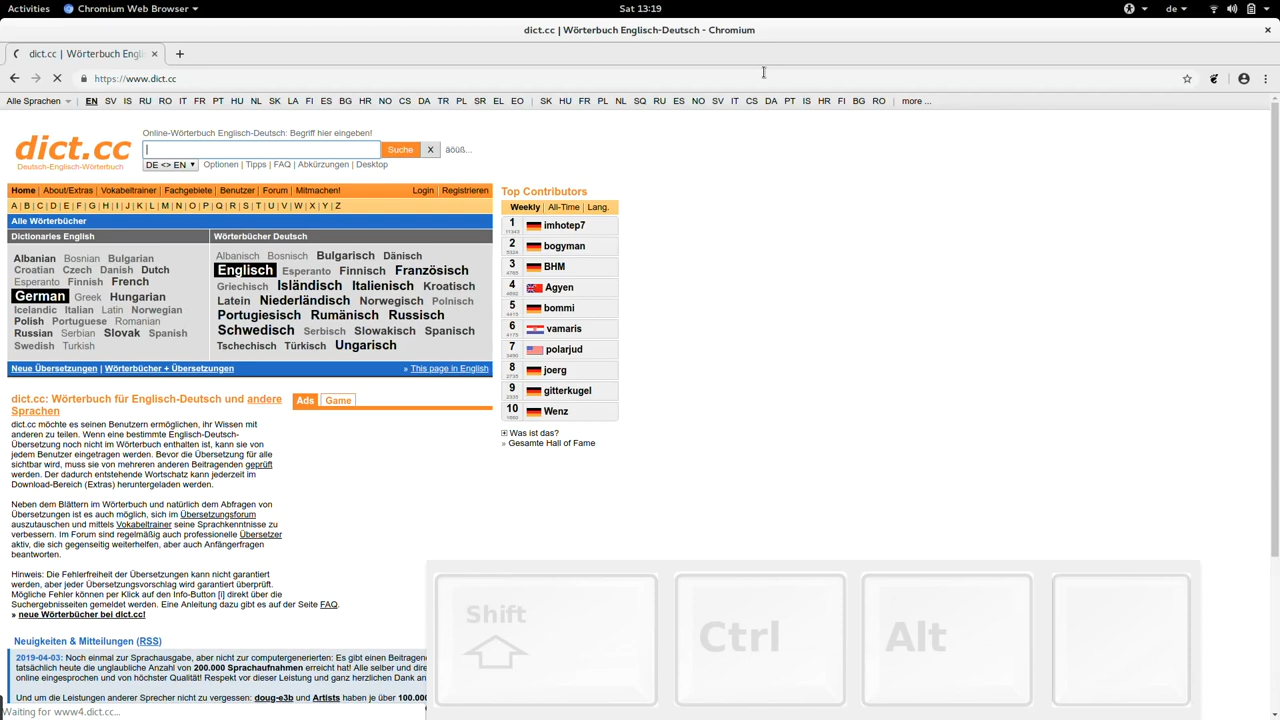 Activities Chromium Web Browser Sat 13:19 de
dict.cc | Wörterbuch Englisch-Deutsch - Chromium
dict.cc | Wörterbuch Engli
https://www.dict.cc
Alle Sprachen EN SV IS RU RO IT FR PT HU NL SK LA FI ES BG HR NO CS DA TR PL SR EL EO | SK HU FR PL NL SQ RU ES NO SV IT CS DA PT IS HR FI BG RO | more ...
Online-Wörterbuch Englisch-Deutsch: Begriff hier eingeben!
dict.cc
Deutsch-Englisch-Wörterbuch
Suche X äöüß...
DE <> EN Optionen | Tipps | FAQ | Abkürzungen | Desktop
Home | About/Extras | Vokabeltrainer | Fachgebiete | Benutzer | Forum | Mitmachen! Login | Registrieren
A | B | C | D | E | F | G | H | I | J | K | L | M | N | O | P | Q | R | S | T | U | V | W | X | Y | Z
Alle Wörterbücher
Dictionaries English
Albanian Bosnian Bulgarian
Croatian Czech Danish Dutch
Esperanto Finnish French
German Greek Hungarian
Icelandic Italian Latin Norwegian
Polish Portuguese Romanian
Russian Serbian Slovak Spanish
Swedish Turkish
Wörterbücher Deutsch
Albanisch Bosnisch Bulgarisch Dänisch
Englisch Esperanto Finnisch Französisch
Griechisch Isländisch Italienisch Kroatisch
Latein Niederländisch Norwegisch Polnisch
Portugiesisch Rumänisch Russisch
Schwedisch Serbisch Slowakisch Spanisch
Tschechisch Türkisch Ungarisch
Neue Übersetzungen | Wörterbücher + Übersetzungen » This page in English
Top Contributors
Weekly | All-Time | Lang.
1 imhotep7
2 bogyman
3 BHM
4 Agyen
5 bommi
6 vamaris
7 polarjud
8 joerg
9 gitterkugel
10 Wenz
Was ist das?
» Gesamte Hall of Fame
dict.cc: Wörterbuch für Englisch-Deutsch und andere
Sprachen
Ads Game
dict.cc möchte es seinen Benutzern ermöglichen, ihr Wissen mit
anderen zu teilen. Wenn eine bestimmte Englisch-Deutsch-
Übersetzung noch nicht im Wörterbuch enthalten ist, kann sie von
jedem Benutzer eingetragen werden. Bevor die Übersetzung für alle
sichtbar wird, muss sie von mehreren anderen Beitragenden geprüft
werden. Der dadurch entstehende Wortschatz kann jederzeit im
Download-Bereich (Extras) heruntergeladen werden.
Neben dem Blättern im Wörterbuch und natürlich dem Abfragen von
Übersetzungen ist es auch möglich, sich im Übersetzungsforum
auszutauschen und mittels Vokabeltrainer seine Sprachkenntnisse zu
verbessern. Im Forum sind regelmäßig auch professionelle Übersetzer
aktiv, die sich gegenseitig weiterhelfen, aber auch Anfängerfragen
beantworten.
Hinweis: Die Fehlerfreiheit der Übersetzungen kann nicht garantiert
werden, aber jeder Übersetzungsvorschlag wird garantiert überprüft.
Mögliche Fehler können per Klick auf den Info-Button [i] direkt über die
Suchergebnisseiten gemeldet werden. Eine Anleitung dazu gibt es auf der Seite FAQ.
» neue Wörterbücher bei dict.cc!
Neuigkeiten & Mitteilungen (RSS)
2019-04-03: Noch einmal zur Sprachausgabe, aber nicht zur computergenerierten: Es gibt einen Beitragen
tatsächlich heute die unglaubliche Anzahl von 200.000 Sprachaufnahmen erreicht hat! Alle selber und dire
online eingesprochen und von höchster Qualität! Respekt vor dieser Leistung und ganz herzlichen Dank an
Und um die Leistungen anderer Sprecher nicht zu vergessen: doug-e3b und Artists haben je über 100.000
Waiting for www4.dict.cc...
Shift Ctrl Alt